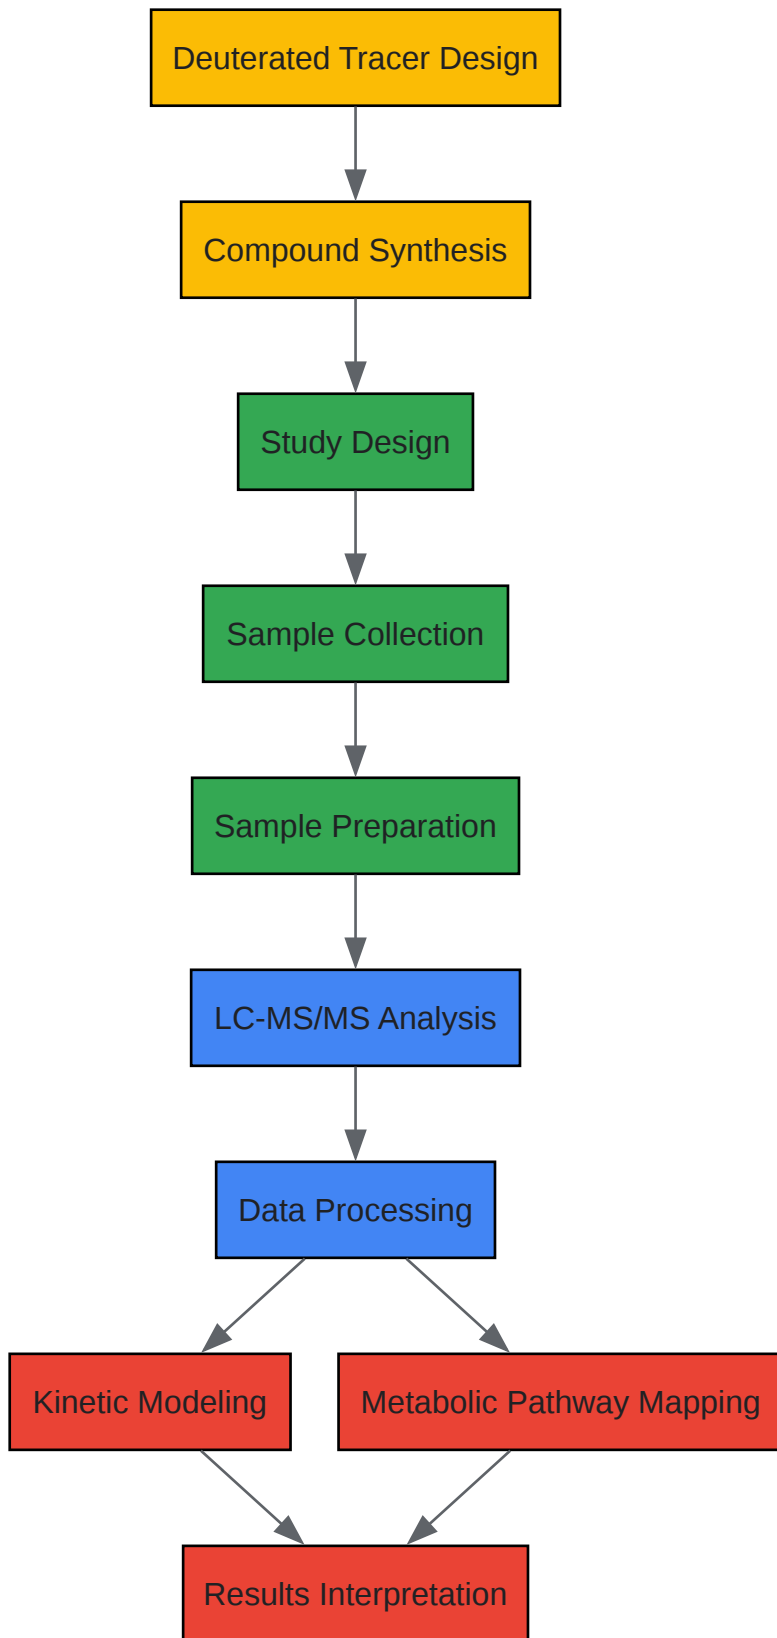 Deuterated Tracer Design
Compound Synthesis
Study Design
Sample Collection
Sample Preparation
LC-MS/MS Analysis
Data Processing
Kinetic Modeling
Metabolic Pathway Mapping
Results Interpretation